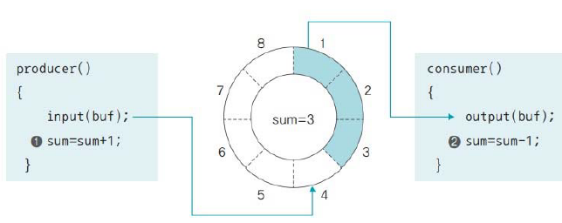 producer()
{
input(buf);
❶ sum=sum+1;
}
8
1
7
2
sum=3
6
3
5
4
consumer()
{
output(buf);
❷ sum=sum-1;
}